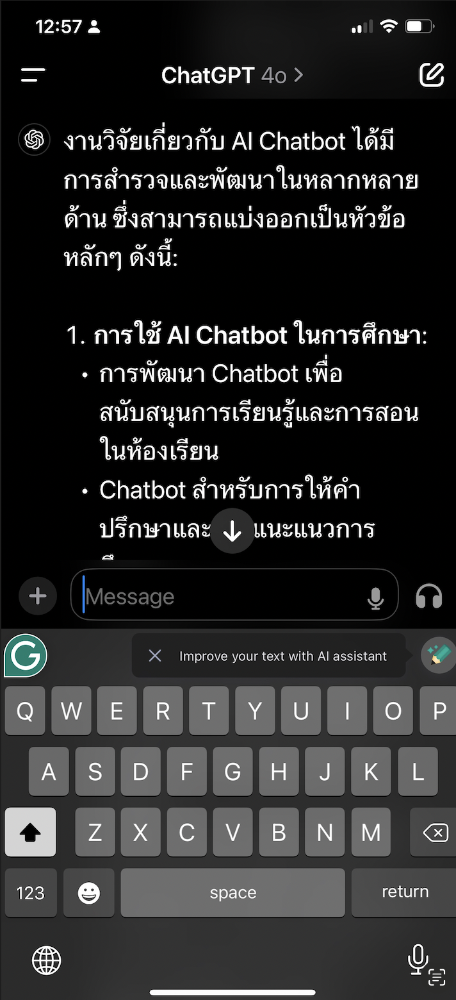 12:57
ChatGPT 4o >
งานวิจัยเกี่ยวกับ AI Chatbot ได้มี
การสำรวจและพัฒนาในหลากหลาย
ด้าน ซึ่งสามารถแบ่งออกเป็นหัวข้อ
หลักๆ ดังนี้:
1. การใช้ AI Chatbot ในการศึกษา:
• การพัฒนา Chatbot เพื่อ
สนับสนุนการเรียนรู้และการสอน
ในห้องเรียน
• Chatbot สำหรับการให้คำ
ปรึกษาและ แนะแนวการ
Message
G
Improve your text with AI assistant
Q W E R T Y U I O P
A S D F G H J K L
Z X C V B N M
123 space return